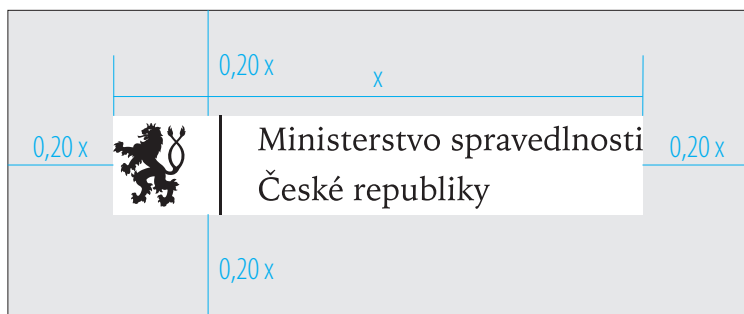 0,20 x
x
0,20 x
Ministerstvo spravedlnosti
České republiky
0,20 x
0,20 x